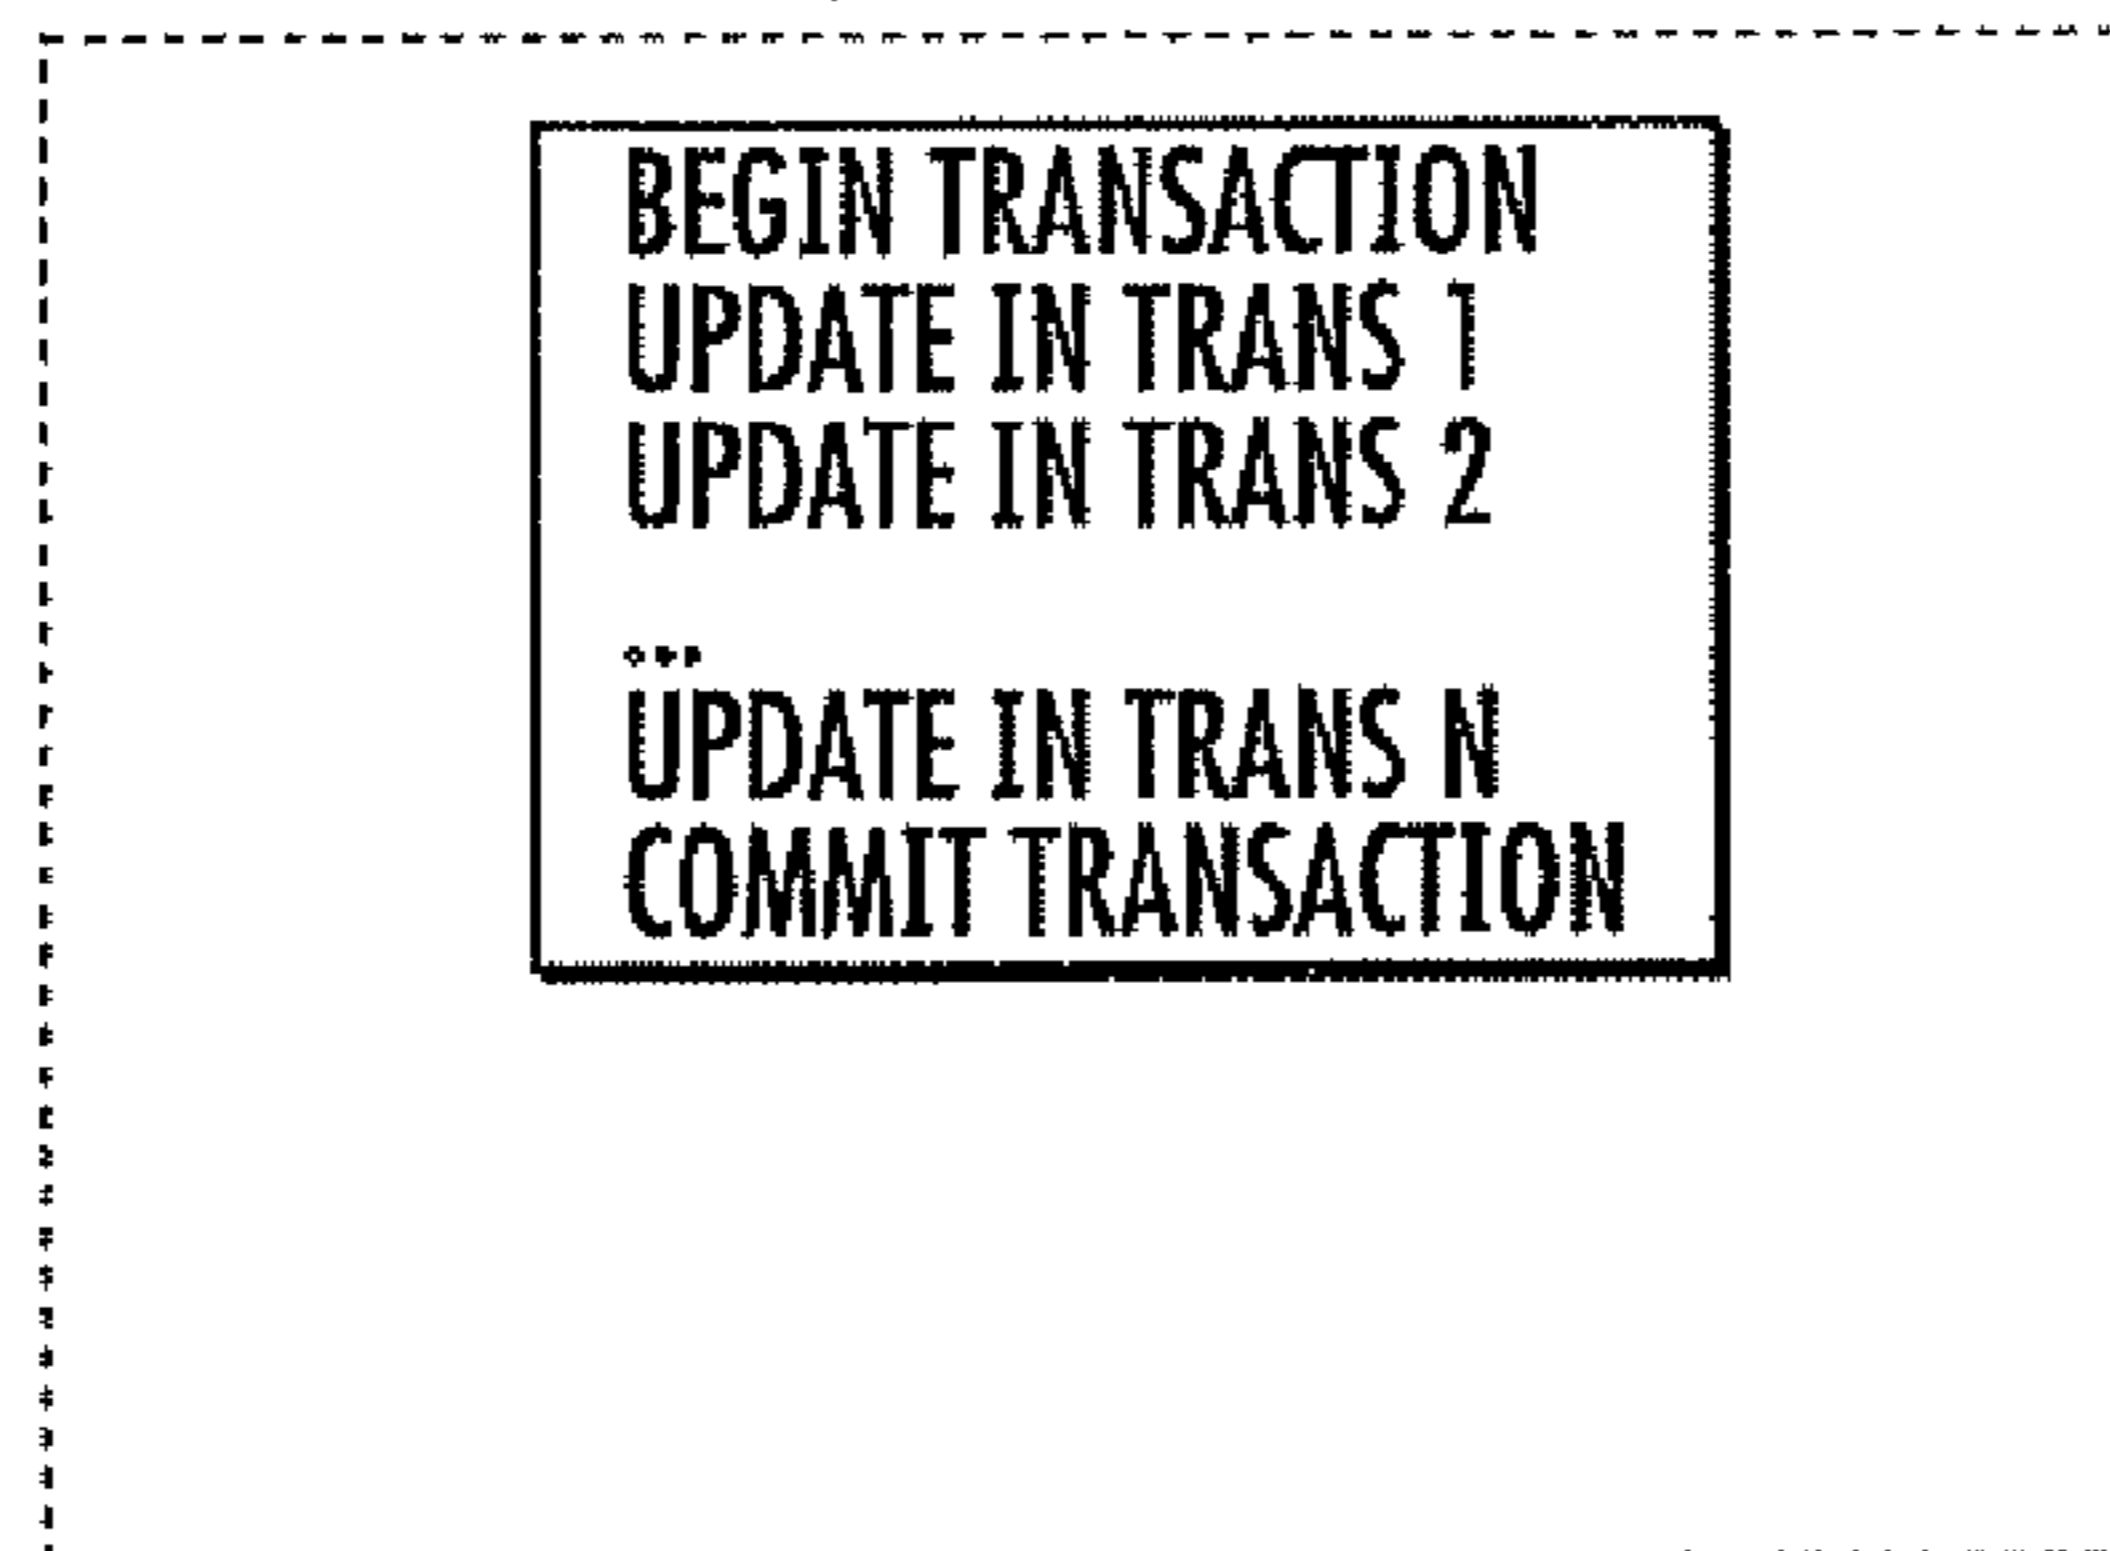 BEGIN TRANSACTION
UPDATE IN TRANS 1
UPDATE IN TRANS 2
...
UPDATE IN TRANS N
COMMIT TRANSACTION